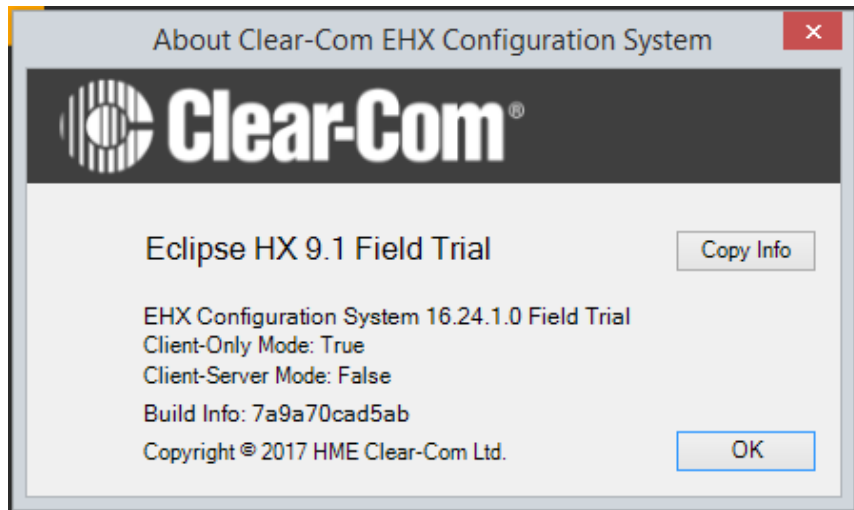 About Clear-Com EHX Configuration System
Clear-Com®
Eclipse HX 9.1 Field Trial
Copy Info
EHX Configuration System 16.24.1.0 Field Trial
Client-Only Mode: True
Client-Server Mode: False
Build Info: 7a9a70cad5ab
Copyright © 2017 HME Clear-Com Ltd.
OK